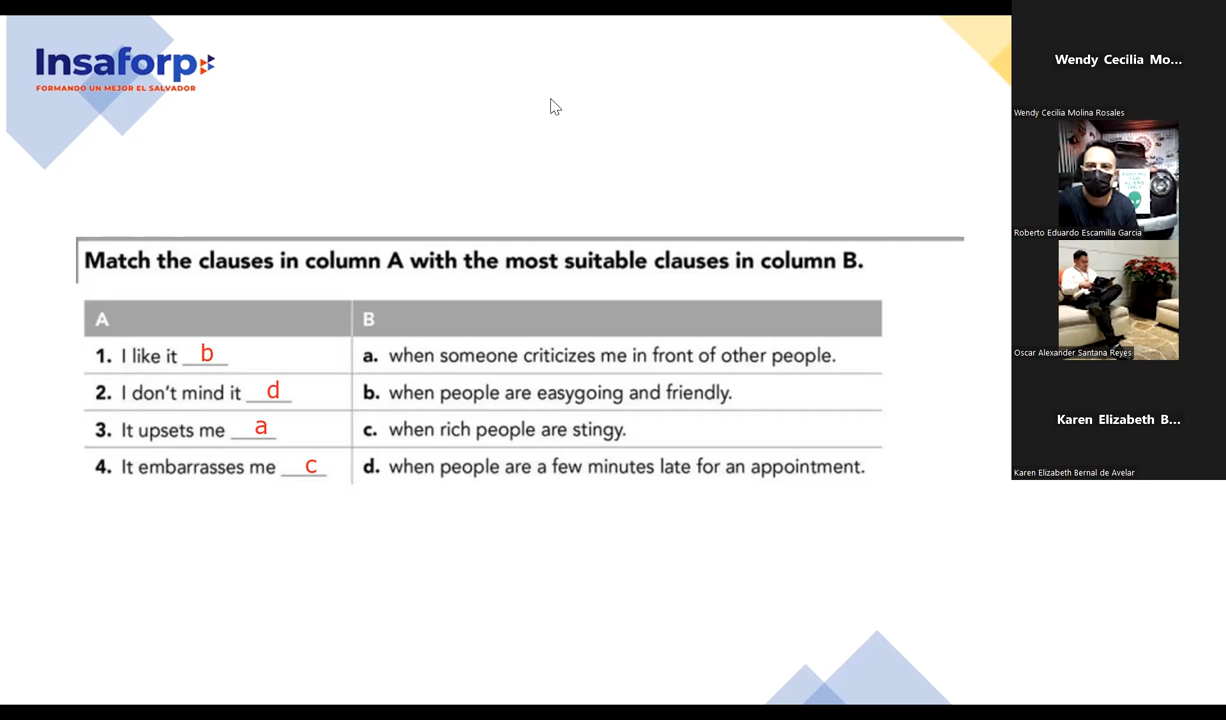 Insaforp
FORMANDO UN MEJOR EL SALVADOR
Match the clauses in column A with the most suitable clauses in column B.
A B
1. I like it b a. when someone criticizes me in front of other people.
2. I don't mind it d b. when people are easygoing and friendly.
3. It upsets me a c. when rich people are stingy.
4. It embarrasses me c d. when people are a few minutes late for an appointment.
Wendy Cecilia Mo...
Wendy Cecilia Molina Rosales
Roberto Eduardo Escamilla Garcia
Oscar Alexander Santana Reyes
Karen Elizabeth B...
Karen Elizabeth Bernal de Avelar